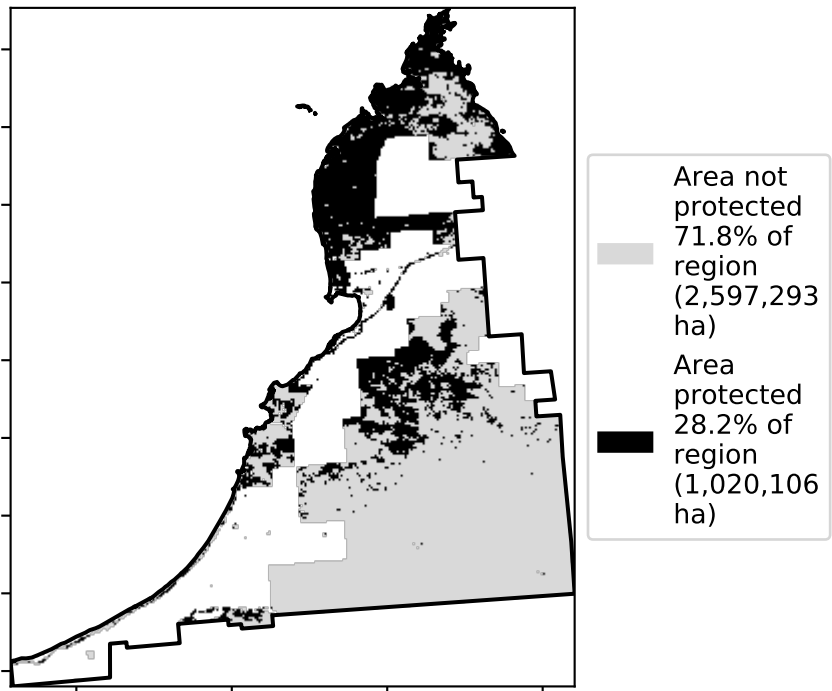 Area not
protected
71.8% of
region
(2,597,293
ha)
Area
protected
28.2% of
region
(1,020,106
ha)